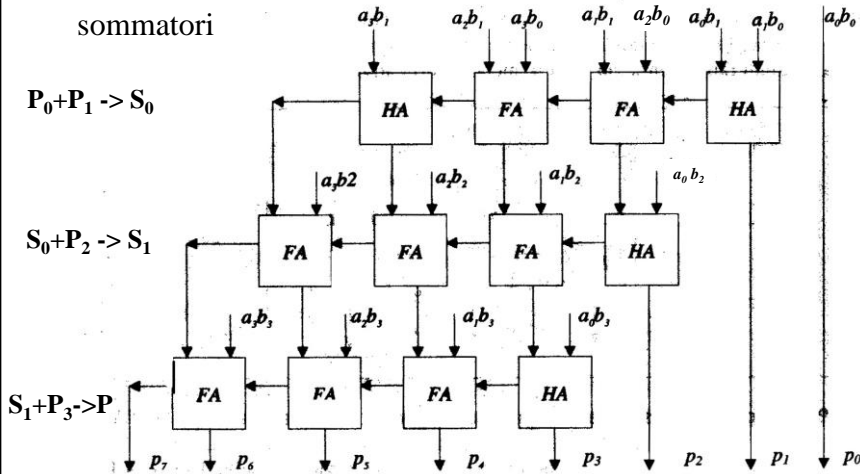 sommatori
a₃b₁ a₂b₁ a₃b₀ a₁b₁ a₂b₀ a₀b₁ a₁b₀ a₀b₀
P₀+P₁ -> S₀
HA FA FA HA
a₃b2 a₂b₂ a₁b₂ a₀b₂
S₀+P₂ -> S₁
FA FA FA HA
a₃b₃ a₂b₃ a₁b₃ a₀b₃
S₁+P₃->P
FA FA FA HA
p₇ p₆ p₅ p₄ p₃ p₂ p₁ p₀